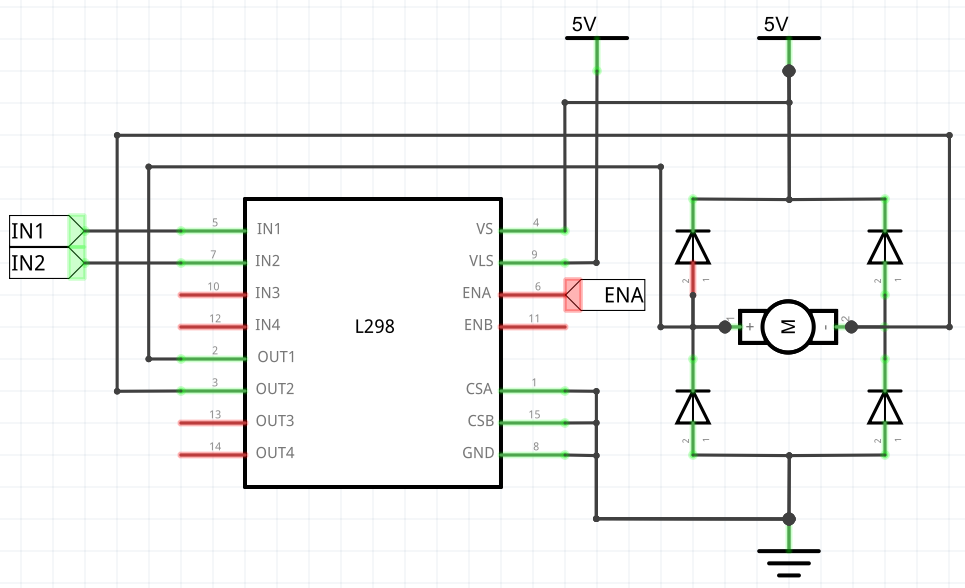 5V
5V
IN1
IN2
5
IN1
7
IN2
10
IN3
12
IN4
2
OUT1
3
OUT2
13
OUT3
14
OUT4
L298
VS
4
VLS
9
ENA
6
ENA
ENB
11
CSA
1
CSB
15
GND
8
2
1
2
1
1
+
M
-
2
2
1
2
1